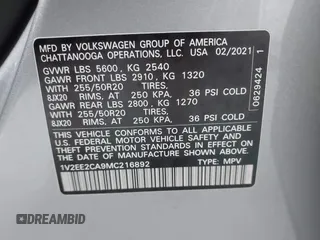 MFD BY VOLKSWAGEN GROUP OF AMERICA
CHATTANOOGA OPERATIONS, LLC. USA 02/2021
GVWR LBS 5600, KG 2540
GAWR FRONT LBS 2910, KG 1320
WITH 255/50R20 TIRES,
8JX20 RIMS, AT 250 KPA, 36 PSI COLD
GAWR REAR LBS 2800, KG 1270
WITH 255/50R20 TIRES,
8JX20 RIMS, AT 250 KPA, 36 PSI COLD
THIS VEHICLE CONFORMS TO ALL APPLICABLE
U.S. FEDERAL MOTOR VEHICLE SAFETY
STANDARDS IN EFFECT ON THE DATE OF
MANUFACTURE SHOWN ABOVE
1V2EE2CA9MC216892 TYPE: MPV
0629424 1
DREAMBID